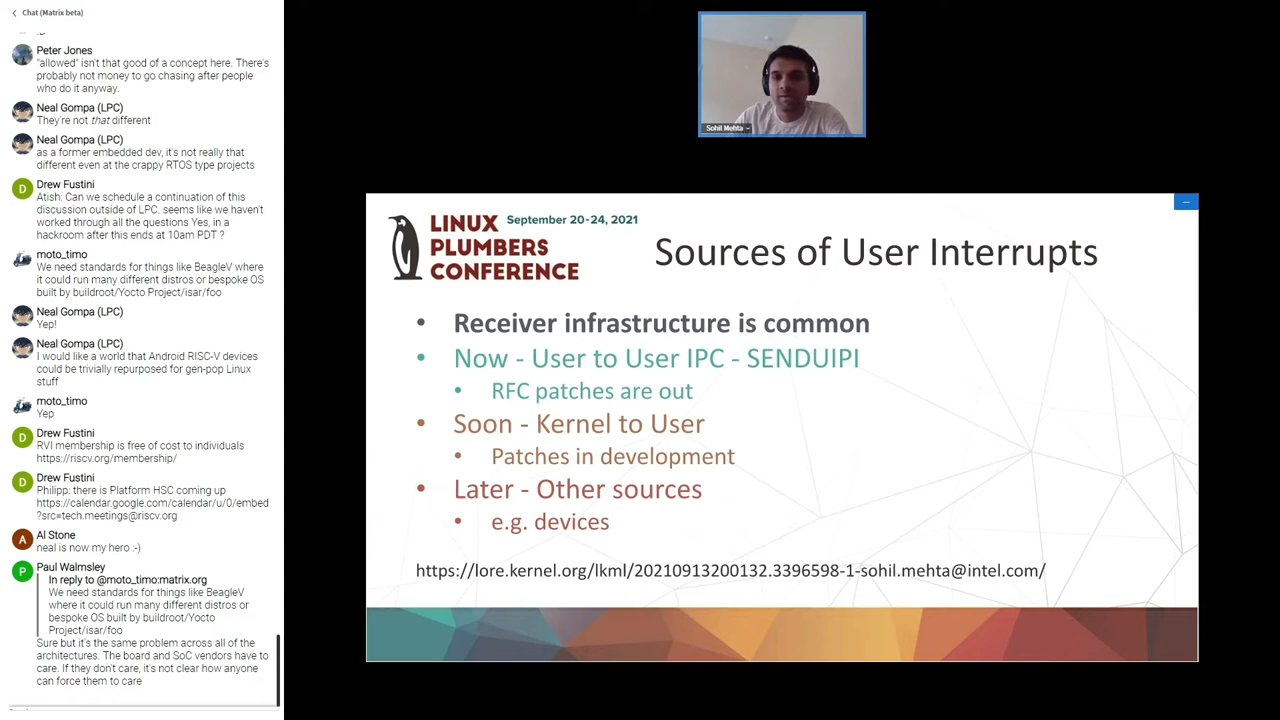 Chat (Matrix beta)
Peter Jones
"allowed" isn't that good of a concept here. There's
probably not money to go chasing after people
who do it anyway.
Neal Gompa (LPC)
They're not that different
Neal Gompa (LPC)
as a former embedded dev, it's not really that
different even at the crappy RTOS type projects
D
Drew Fustini
Atish: Can we schedule a continuation of this
discussion outside of LPC. seems like we haven't
worked through all the questions Yes, in a
hackroom after this ends at 10am PDT ?
moto_timo
We need standards for things like BeagleV where
it could run many different distros or bespoke OS
built by buildroot/Yocto Project/isar/foo
Neal Gompa (LPC)
Yep!
Neal Gompa (LPC)
I would like a world that Android RISC-V devices
could be trivially repurposed for gen-pop Linux
stuff
moto_timo
Yep
D
Drew Fustini
RVI membership is free of cost to individuals
https://riscv.org/membership/
D
Drew Fustini
Philipp: there is Platform HSC coming up
https://calendar.google.com/calendar/u/0/embed
?src=tech.meetings@riscv.org
A
Al Stone
neal is now my hero :-)
P
Paul Walmsley
In reply to @moto_timo:matrix.org
We need standards for things like BeagleV
where it could run many different distros or
bespoke OS built by buildroot/Yocto
Project/isar/foo
Sure but it's the same problem across all of the
architectures. The board and SoC vendors have to
care. If they don't care, it's not clear how anyone
can force them to care
Sohil Mehta
LINUX
PLUMBERS
CONFERENCE
September 20-24, 2021
Sources of User Interrupts
• Receiver infrastructure is common
• Now - User to User IPC - SENDUIPI
• RFC patches are out
• Soon - Kernel to User
• Patches in development
• Later - Other sources
• e.g. devices
https://lore.kernel.org/lkml/20210913200132.3396598-1-sohil.mehta@intel.com/